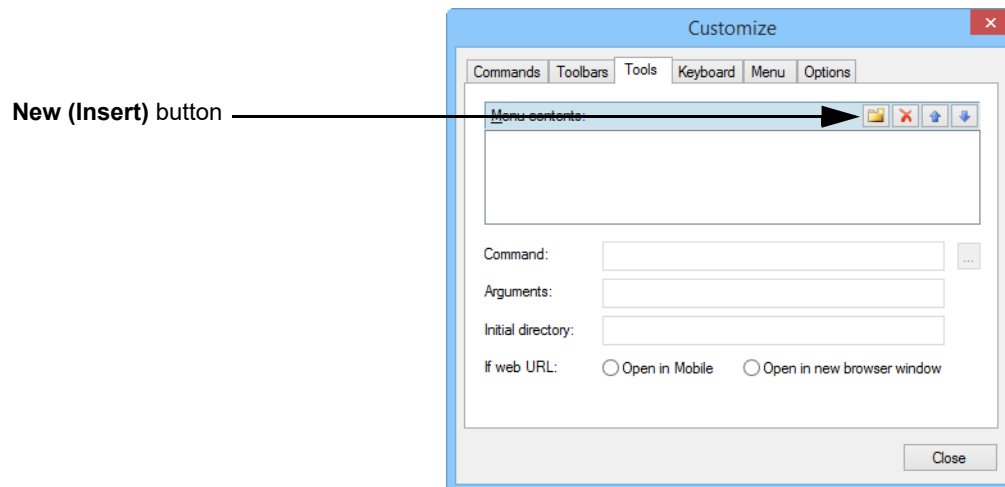 Customize
Commands Toolbars Tools Keyboard Menu Options
New (Insert) button
Menu contents:
Command:
...
Arguments:
Initial directory:
If web URL: Open in Mobile Open in new browser window
Close